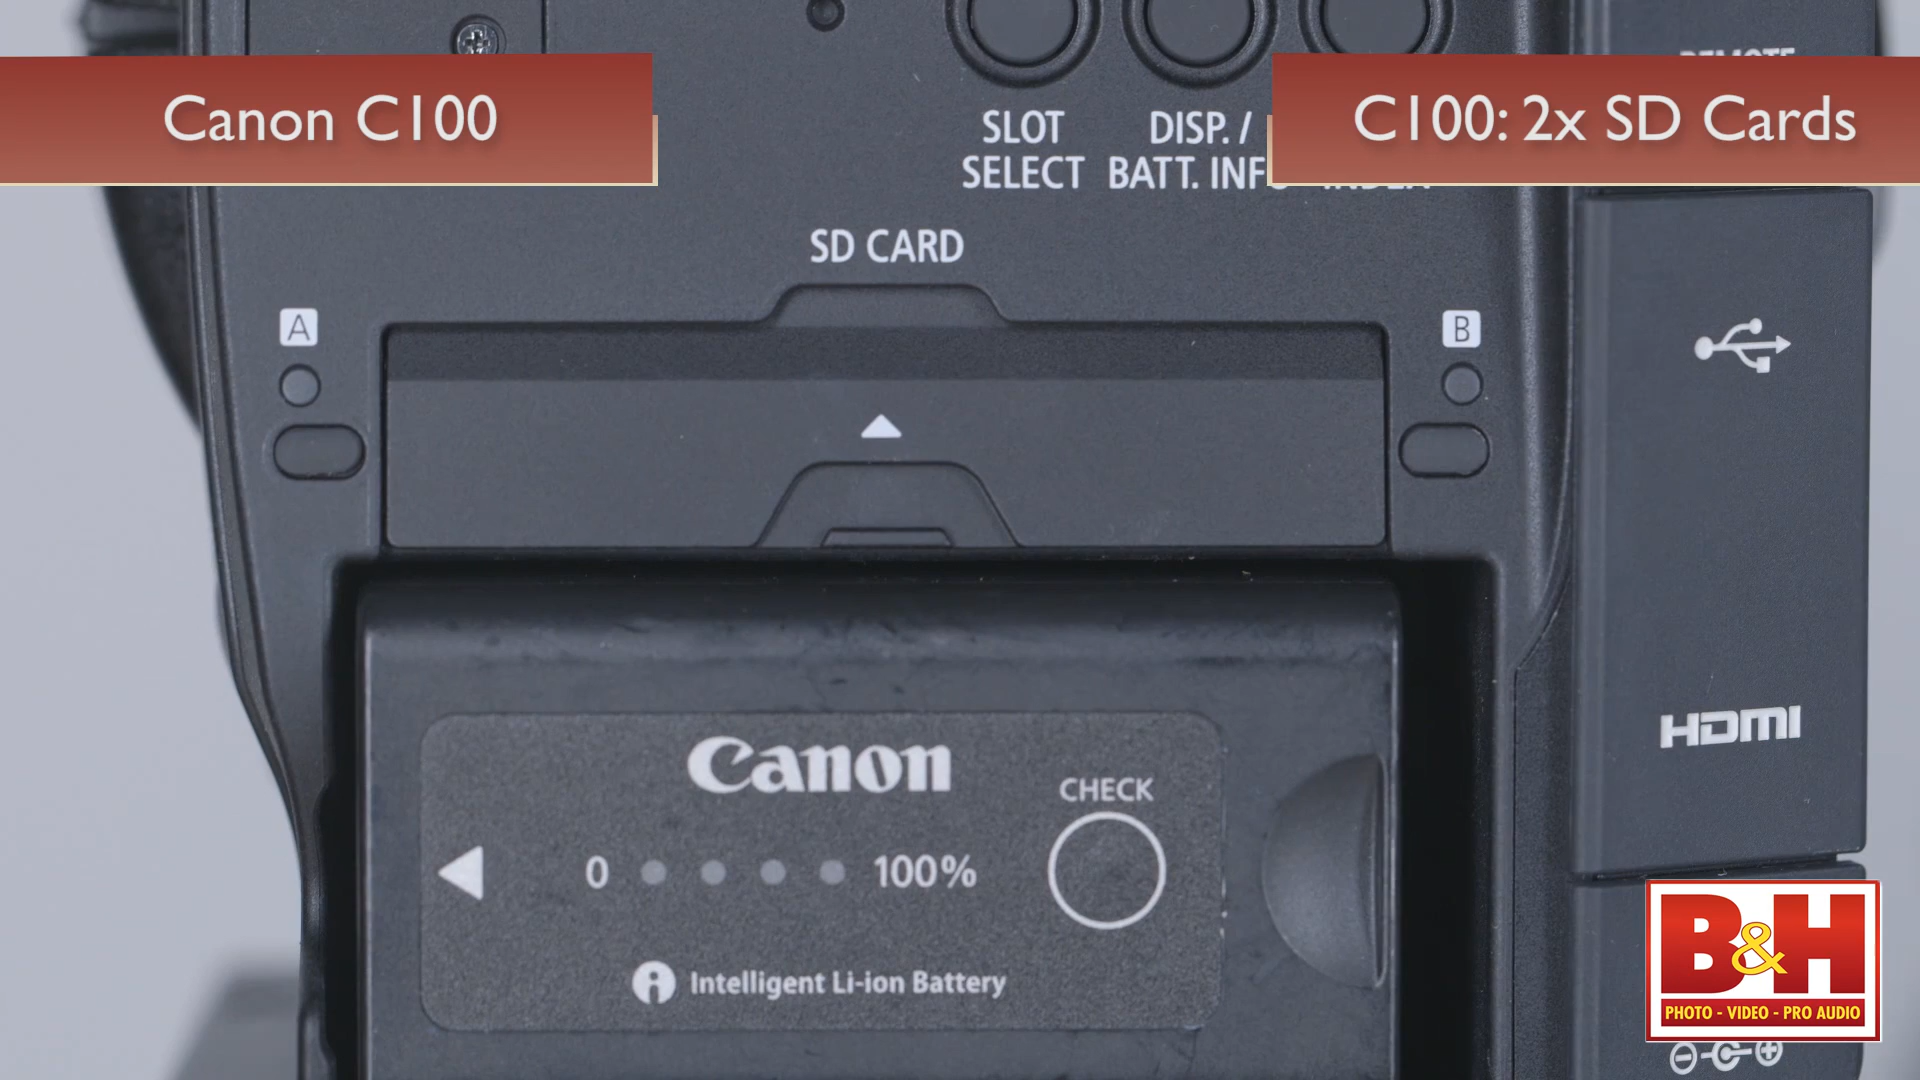 Canon C100
C100: 2x SD Cards
SLOT
SELECT
DISP. /
BATT. INFO
SD CARD
A
B
HDMI
Canon
CHECK
0
100%
Intelligent Li-ion Battery
B&H
PHOTO - VIDEO - PRO AUDIO